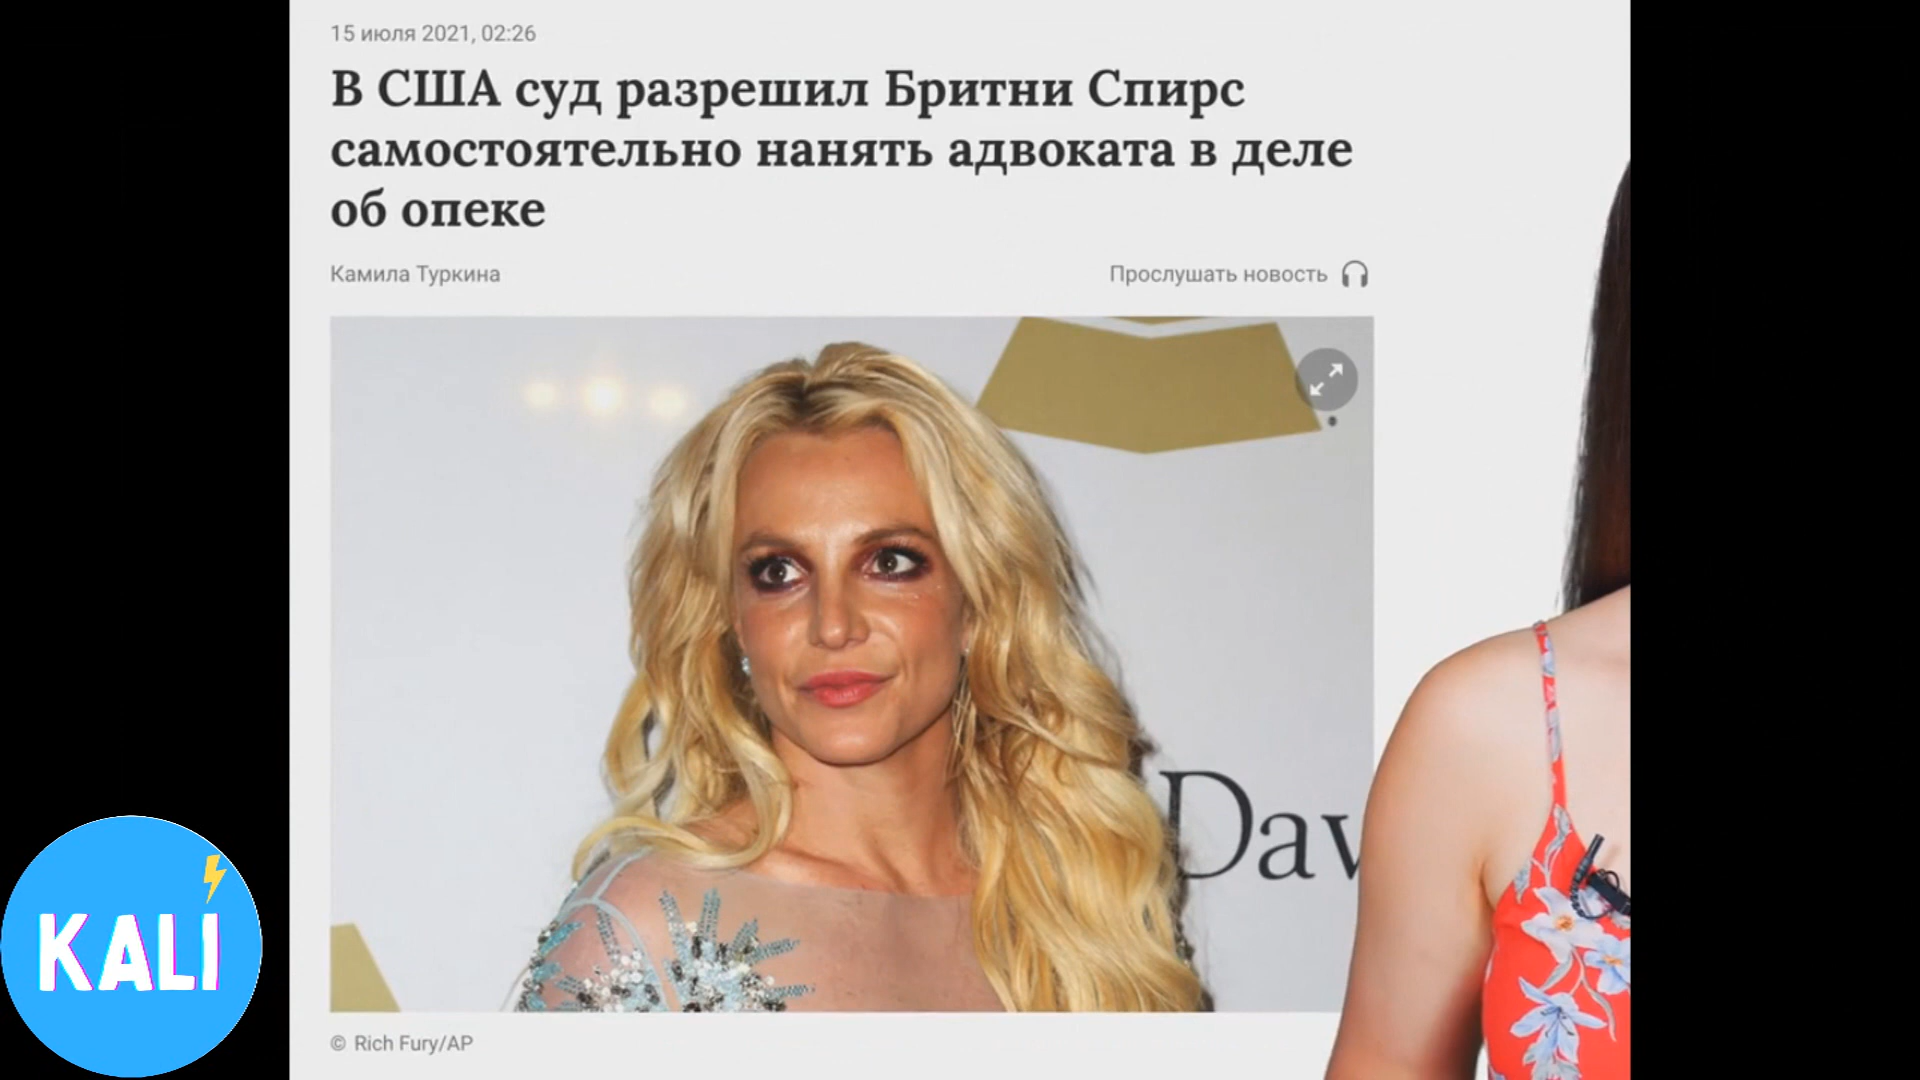 15 июля 2021, 02:26
В США суд разрешил Бритни Спирс
самостоятельно нанять адвоката в деле
об опеке
Камила Туркина
Прослушать новость
Dav
© Rich Fury/AP
KALI